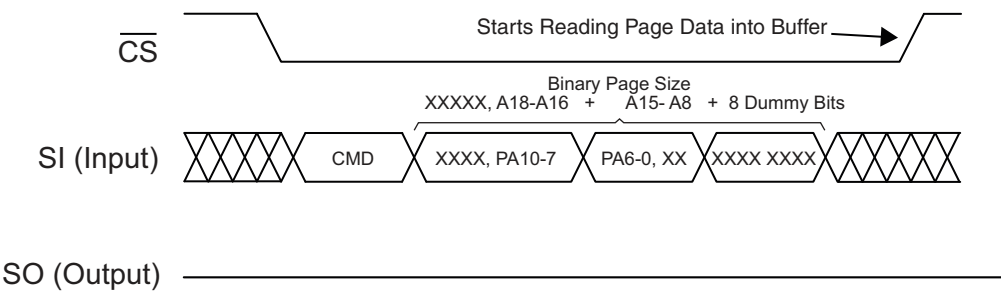 Starts Reading Page Data into Buffer
CS
Binary Page Size
XXXXX, A18-A16 + A15- A8 + 8 Dummy Bits
SI (Input)
CMD
XXXX, PA10-7
PA6-0, XX
XXXX XXXX
SO (Output)